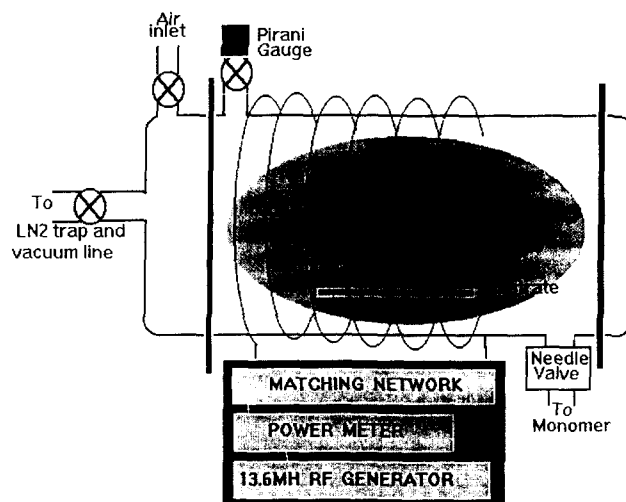 Air
inlet
Pirani
Gauge
To
LN2 trap and
vacuum line
Needle
Valve
To
Monomer
MATCHING NETWORK
POWER METER
13.6MH RF GENERATOR